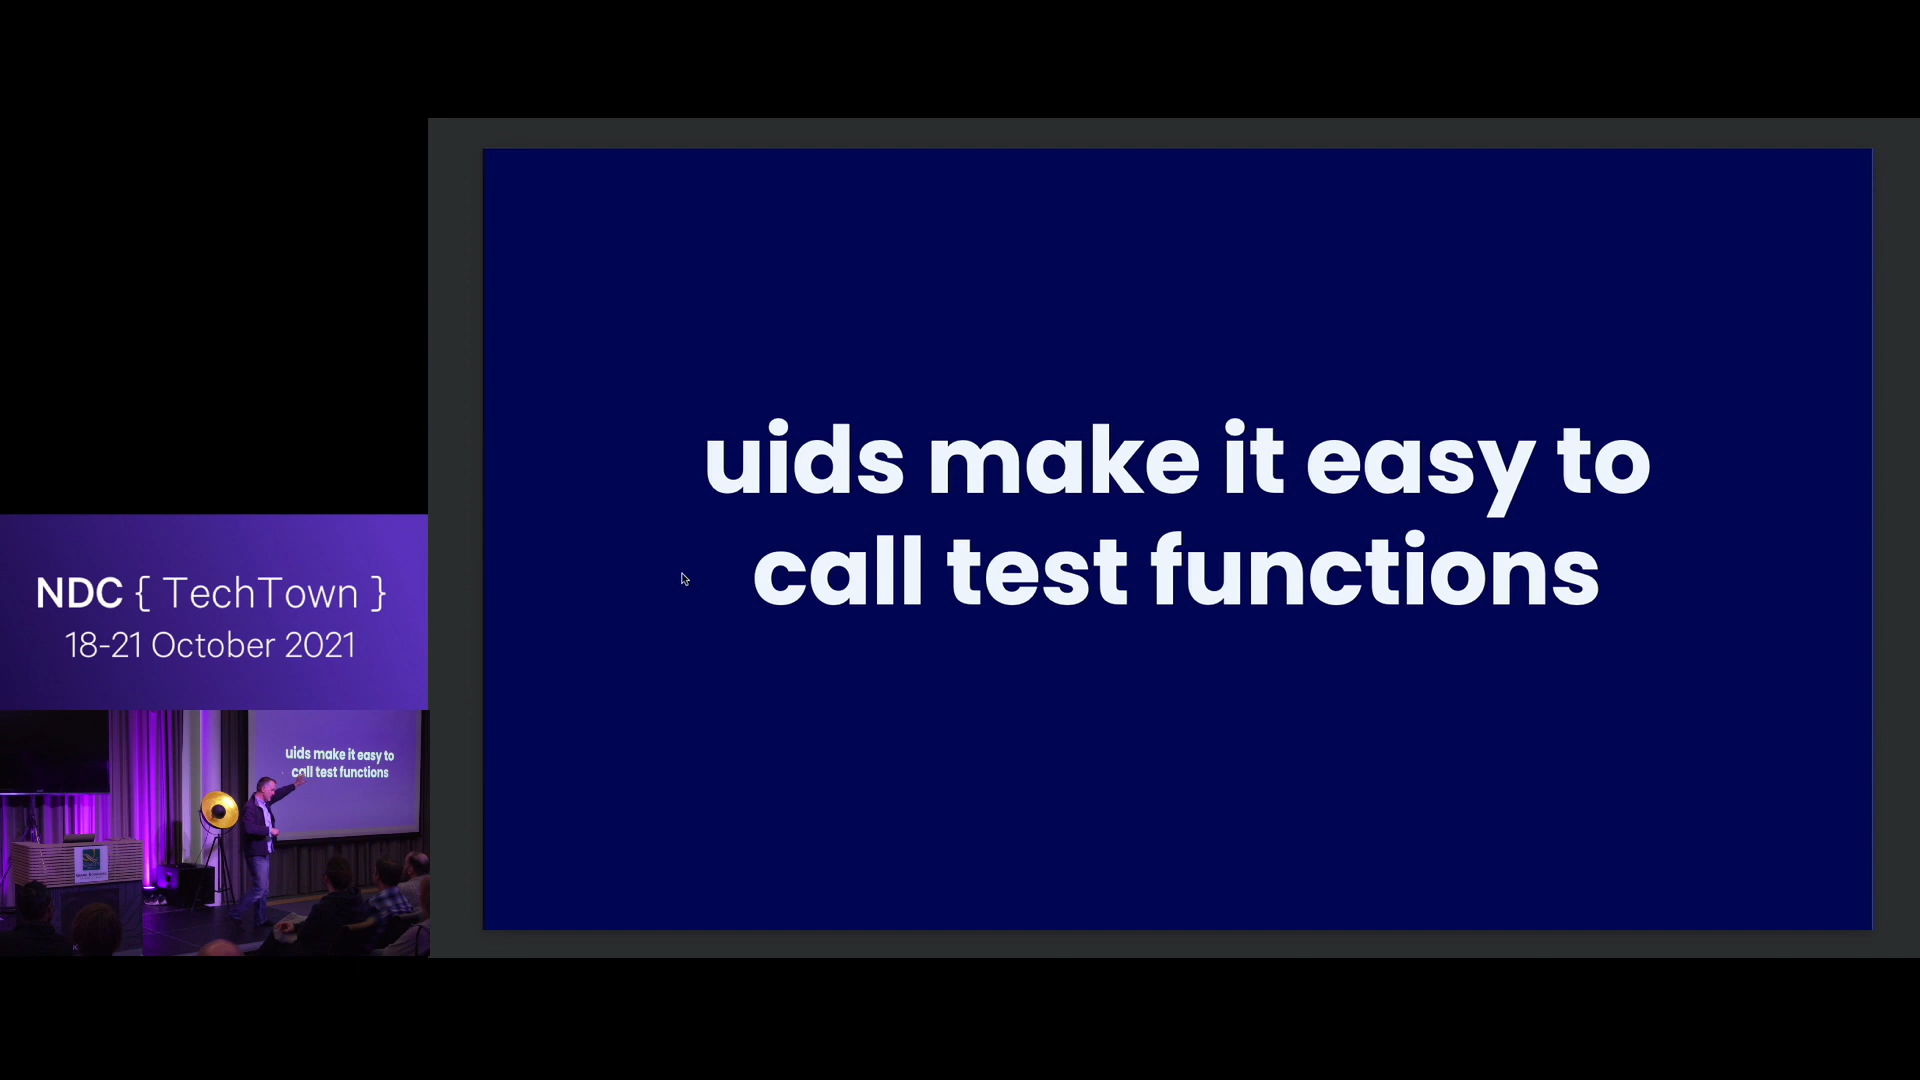 uids make it easy to
call test functions
NDC { TechTown }
18-21 October 2021
uids make it easy to
call test functions